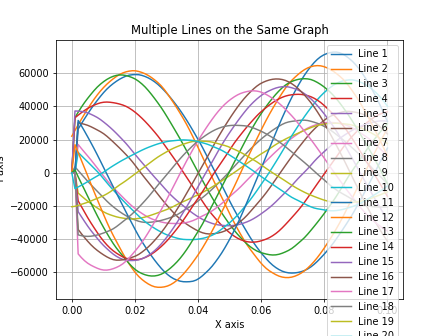 Multiple Lines on the Same Graph
60000
40000
20000
0
−20000
−40000
−60000
0.00
0.02
0.04
0.06
0.08
X axis
axis
Line 1
Line 2
Line 3
Line 4
Line 5
Line 6
Line 7
Line 8
Line 9
Line 10
Line 11
Line 12
Line 13
Line 14
Line 15
Line 16
Line 17
Line 18
Line 19
Line 20